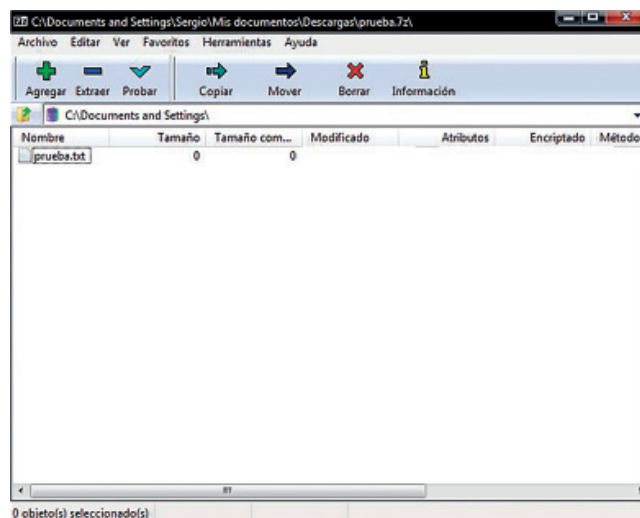 7z C:\Documents and Settings\Sergio\Mis documentos\Descargas\prueba.7z\
Archivo Editar Ver Favoritos Herramientas Ayuda
Agregar Extraer Probar Copiar Mover Borrar Información
C:\Documents and Settings\
Nombre Tamaño Tamaño com... Modificado Atributos Encriptado Método
prueba.txt 0 0
0 objeto(s) seleccionado(s)